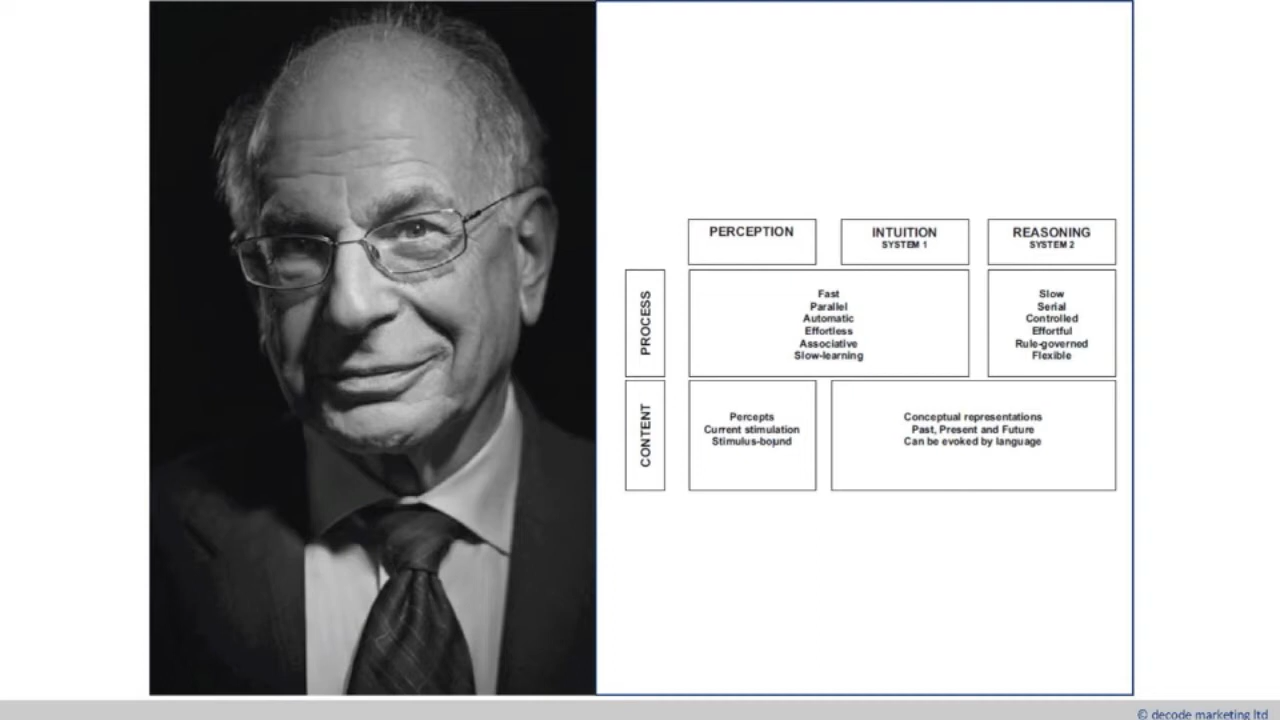 PERCEPTION
INTUITION
SYSTEM 1
REASONING
SYSTEM 2
PROCESS
Fast
Parallel
Automatic
Effortless
Associative
Slow-learning
Slow
Serial
Controlled
Effortful
Rule-governed
Flexible
CONTENT
Percepts
Current stimulation
Stimulus-bound
Conceptual representations
Past, Present and Future
Can be evoked by language
© decode marketing ltd